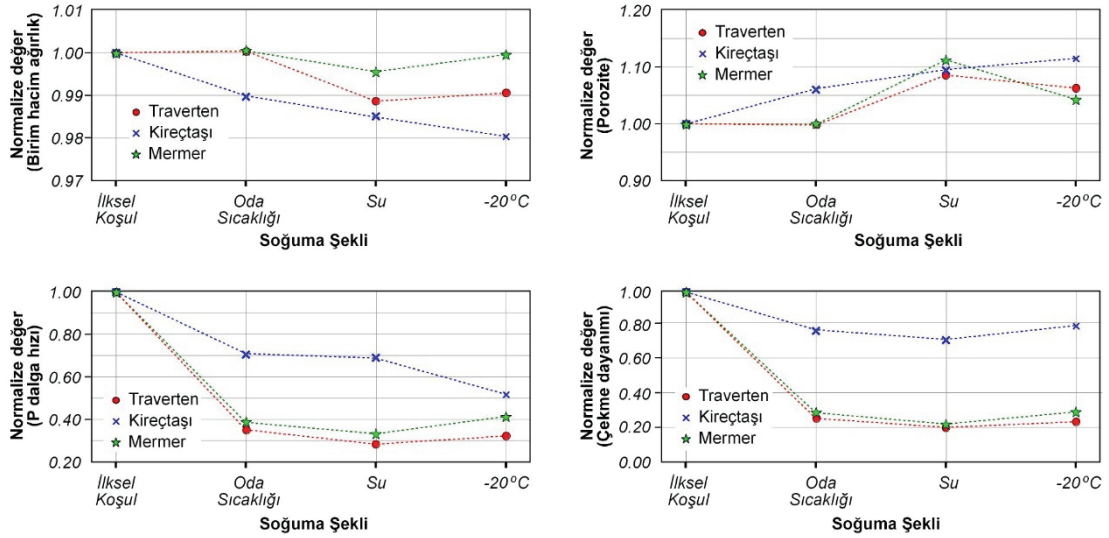 Normalize değer
(Birim hacim ağırlık)
1.01
1.00
0.99
0.98
0.97
Traverten
Kireçtaşı
Mermer
İlksel
Koşul
Oda
Sıcaklığı
Su
-20°C
Soğuma Şekli
Normalize değer
(Porozite)
1.20
1.10
1.00
0.90
Traverten
Kireçtaşı
Mermer
İlksel
Koşul
Oda
Sıcaklığı
Su
-20°C
Soğuma Şekli
Normalize değer
(P dalga hızı)
1.00
0.80
0.60
0.40
0.20
Traverten
Kireçtaşı
Mermer
İlksel
Koşul
Oda
Sıcaklığı
Su
-20°C
Soğuma Şekli
Normalize değer
(Çekme dayanımı)
1.00
0.80
0.60
0.40
0.20
0.00
Traverten
Kireçtaşı
Mermer
İlksel
Koşul
Oda
Sıcaklığı
Su
-20°C
Soğuma Şekli